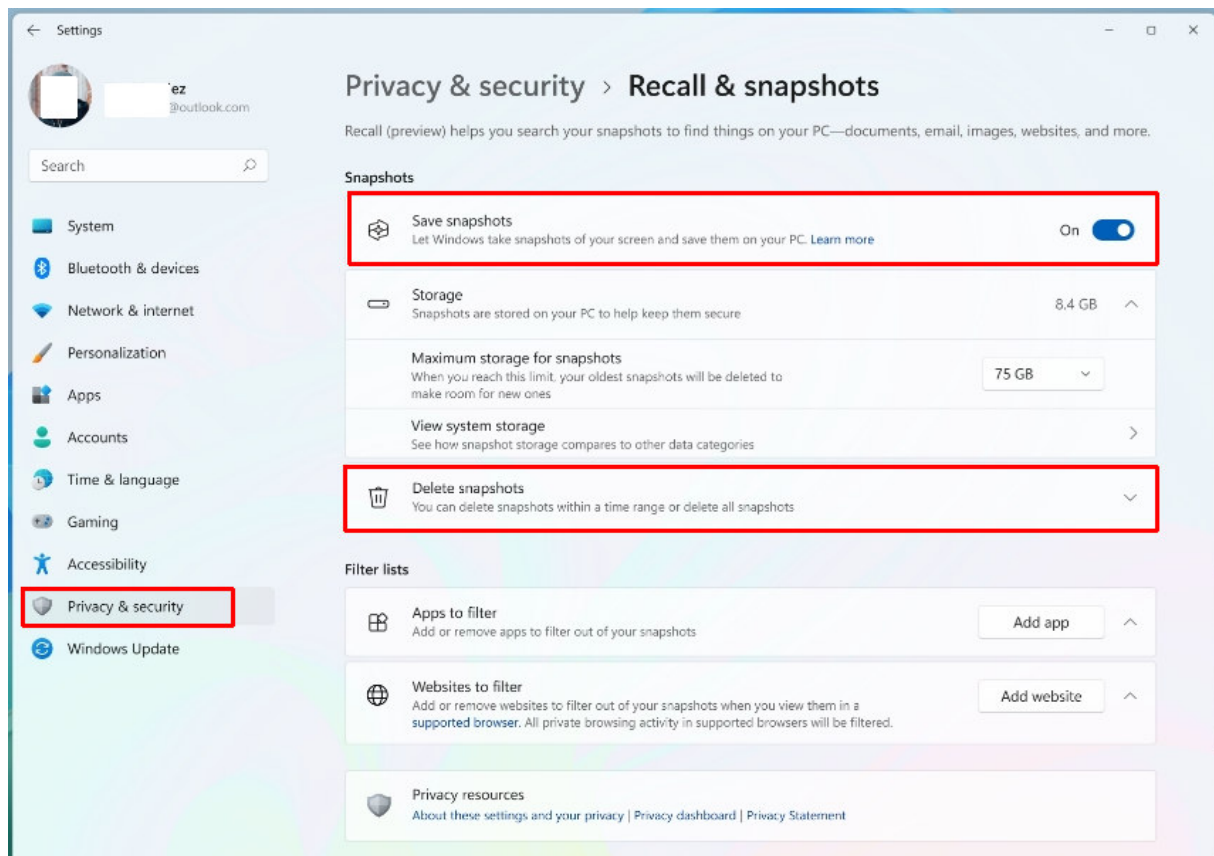 Settings
ez
@outlook.com
Search
System
Bluetooth & devices
Network & internet
Personalization
Apps
Accounts
Time & language
Gaming
Accessibility
Privacy & security
Windows Update
Privacy & security > Recall & snapshots
Recall (preview) helps you search your snapshots to find things on your PC—documents, email, images, websites, and more.
Snapshots
Save snapshots
Let Windows take snapshots of your screen and save them on your PC. Learn more
On
Storage
Snapshots are stored on your PC to help keep them secure
8.4 GB
Maximum storage for snapshots
When you reach this limit, your oldest snapshots will be deleted to
make room for new ones
75 GB
View system storage
See how snapshot storage compares to other data categories
Delete snapshots
You can delete snapshots within a time range or delete all snapshots
Filter lists
Apps to filter
Add or remove apps to filter out of your snapshots
Add app
Websites to filter
Add or remove websites to filter out of your snapshots when you view them in a
supported browser. All private browsing activity in supported browsers will be filtered.
Add website
Privacy resources
About these settings and your privacy | Privacy dashboard | Privacy Statement